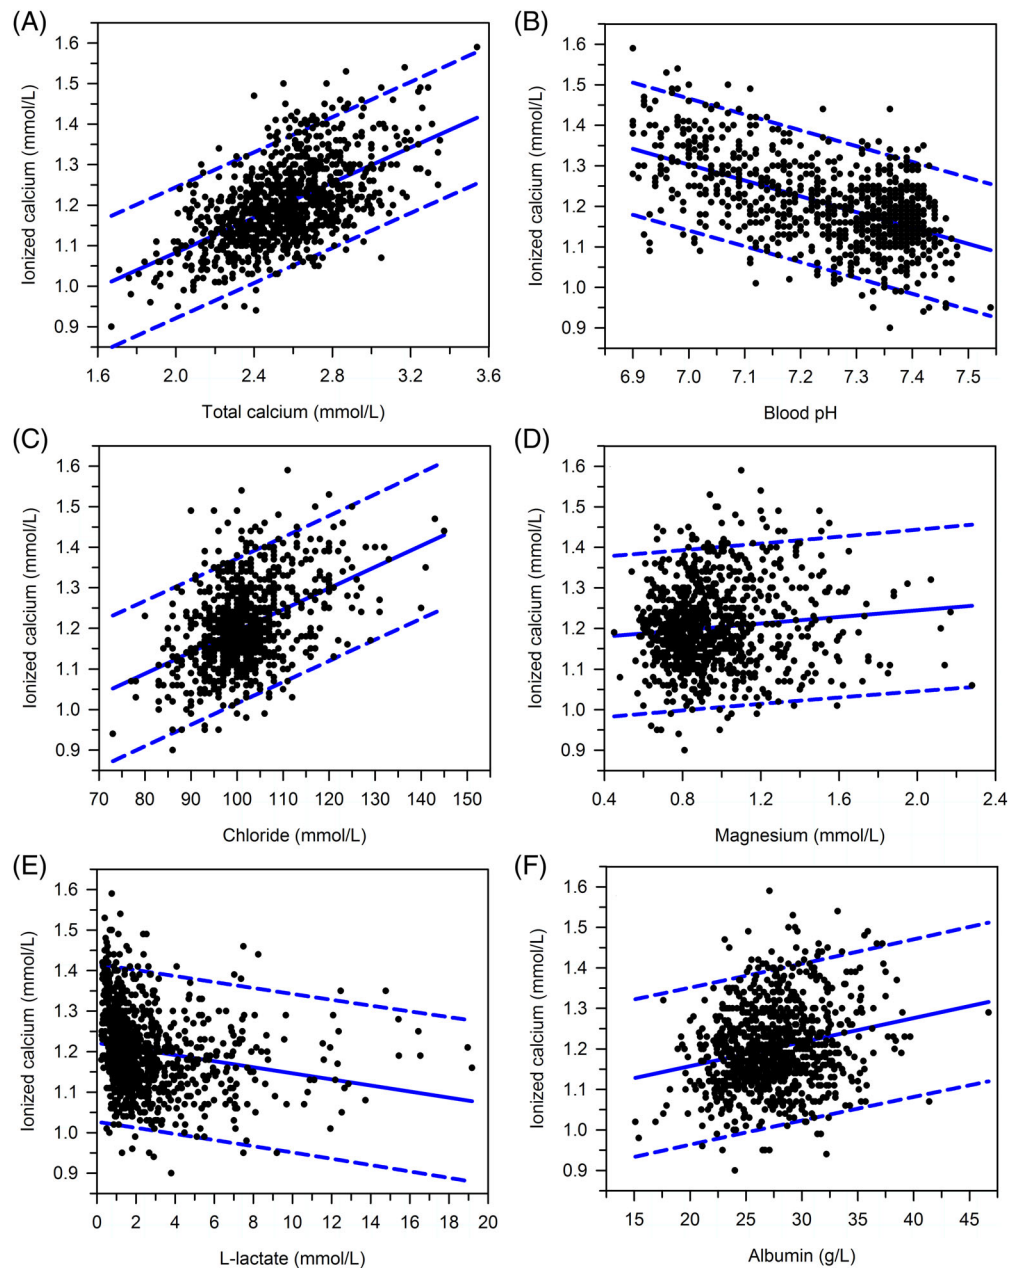 (A)
Ionized calcium (mmol/L)
1.6
1.5
1.4
1.3
1.2
1.1
1.0
0.9
1.6 2.0 2.4 2.8 3.2 3.6
Total calcium (mmol/L)
(B)
Ionized calcium (mmol/L)
1.6
1.5
1.4
1.3
1.2
1.1
1.0
0.9
6.9 7.0 7.1 7.2 7.3 7.4 7.5
Blood pH
(C)
Ionized calcium (mmol/L)
1.6
1.5
1.4
1.3
1.2
1.1
1.0
0.9
70 80 90 100 110 120 130 140 150
Chloride (mmol/L)
(D)
Ionized calcium (mmol/L)
1.6
1.5
1.4
1.3
1.2
1.1
1.0
0.9
0.4 0.8 1.2 1.6 2.0 2.4
Magnesium (mmol/L)
(E)
Ionized calcium (mmol/L)
1.6
1.5
1.4
1.3
1.2
1.1
1.0
0.9
0 2 4 6 8 10 12 14 16 18 20
L-lactate (mmol/L)
(F)
Ionized calcium (mmol/L)
1.6
1.5
1.4
1.3
1.2
1.1
1.0
0.9
15 20 25 30 35 40 45
Albumin (g/L)